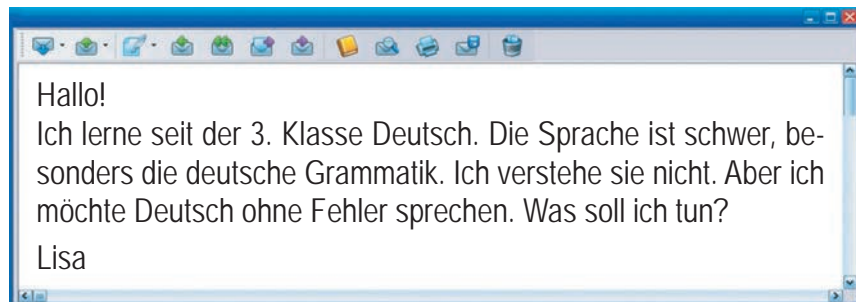 Hallo!
Ich lerne seit der 3. Klasse Deutsch. Die Sprache ist schwer, be-
sonders die deutsche Grammatik. Ich verstehe sie nicht. Aber ich
möchte Deutsch ohne Fehler sprechen. Was soll ich tun?
Lisa